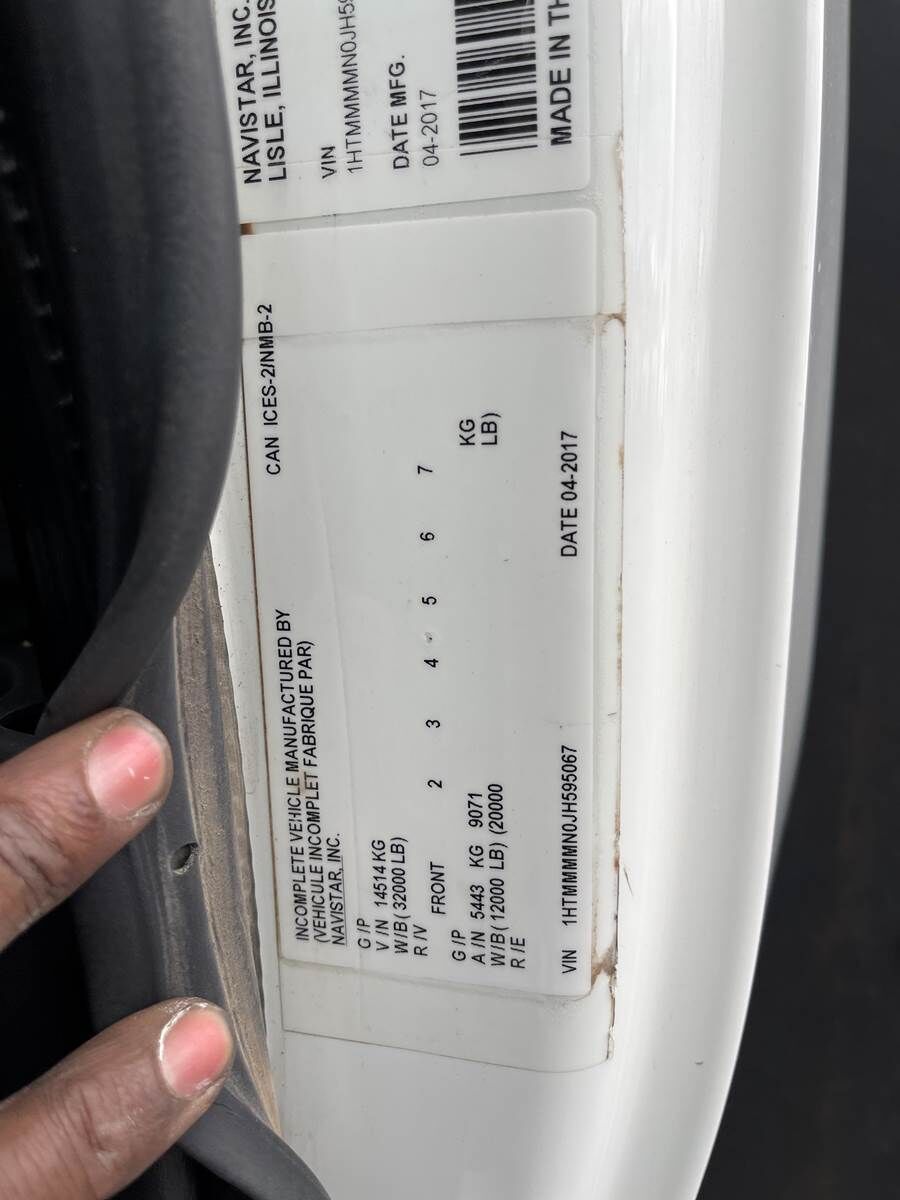 NAVISTAR, INC.
LISLE, ILLINOIS
VIN
1HTMMMMN0JH59
DATE MFG.
04-2017
MADE IN
CAN ICES-2/NMB-2
INCOMPLETE VEHICLE MANUFACTURED BY
(VEHICULE INCOMPLET FABRIQUE PAR)
NAVISTAR, INC.
G /P
V /N 14514 KG
W/B (32000 LB)
R /V FRONT 2 3 4 5 6 7
G /P
A /N 5443 KG 9071 KG
W/B (12000 LB) (20000 LB)
R /E
VIN 1HTMMMMN0JH595067 DATE 04-2017